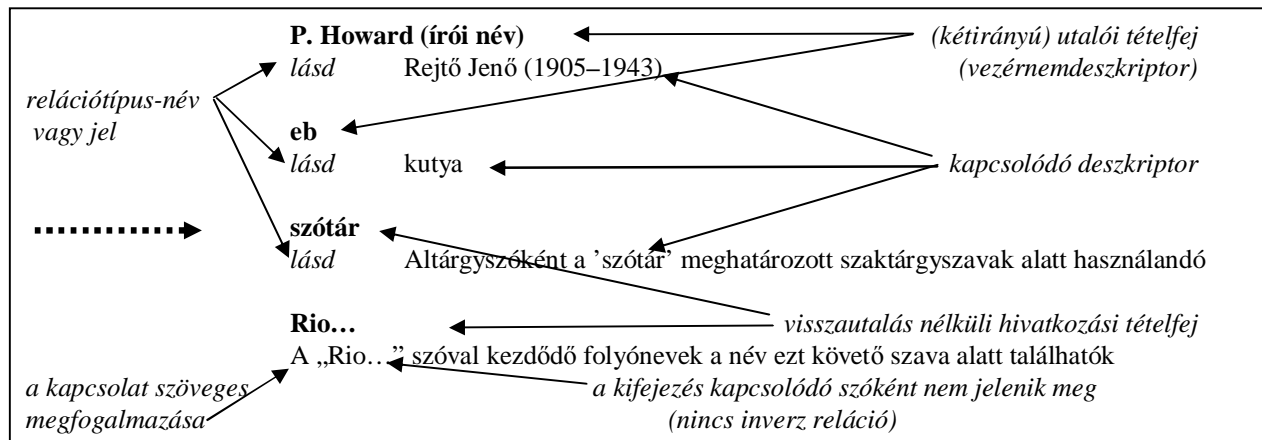 P. Howard (írói név) (kétirányú) utalói tételfej
lásd Rejtő Jenő (1905–1943) (vezérnemdeszkriptor)
relációtípus-név
vagy jel
eb
lásd kutya kapcsolódó deszkriptor
szótár
lásd Altárgyszóként a ’szótár’ meghatározott szaktárgyszavak alatt használandó
Rio… visszautalás nélküli hivatkozási tételfej
A „Rio…” szóval kezdődő folyónevek a név ezt követő szava alatt találhatók
a kapcsolat szöveges a kifejezés kapcsolódó szóként nem jelenik meg
megfogalmazása (nincs inverz reláció)